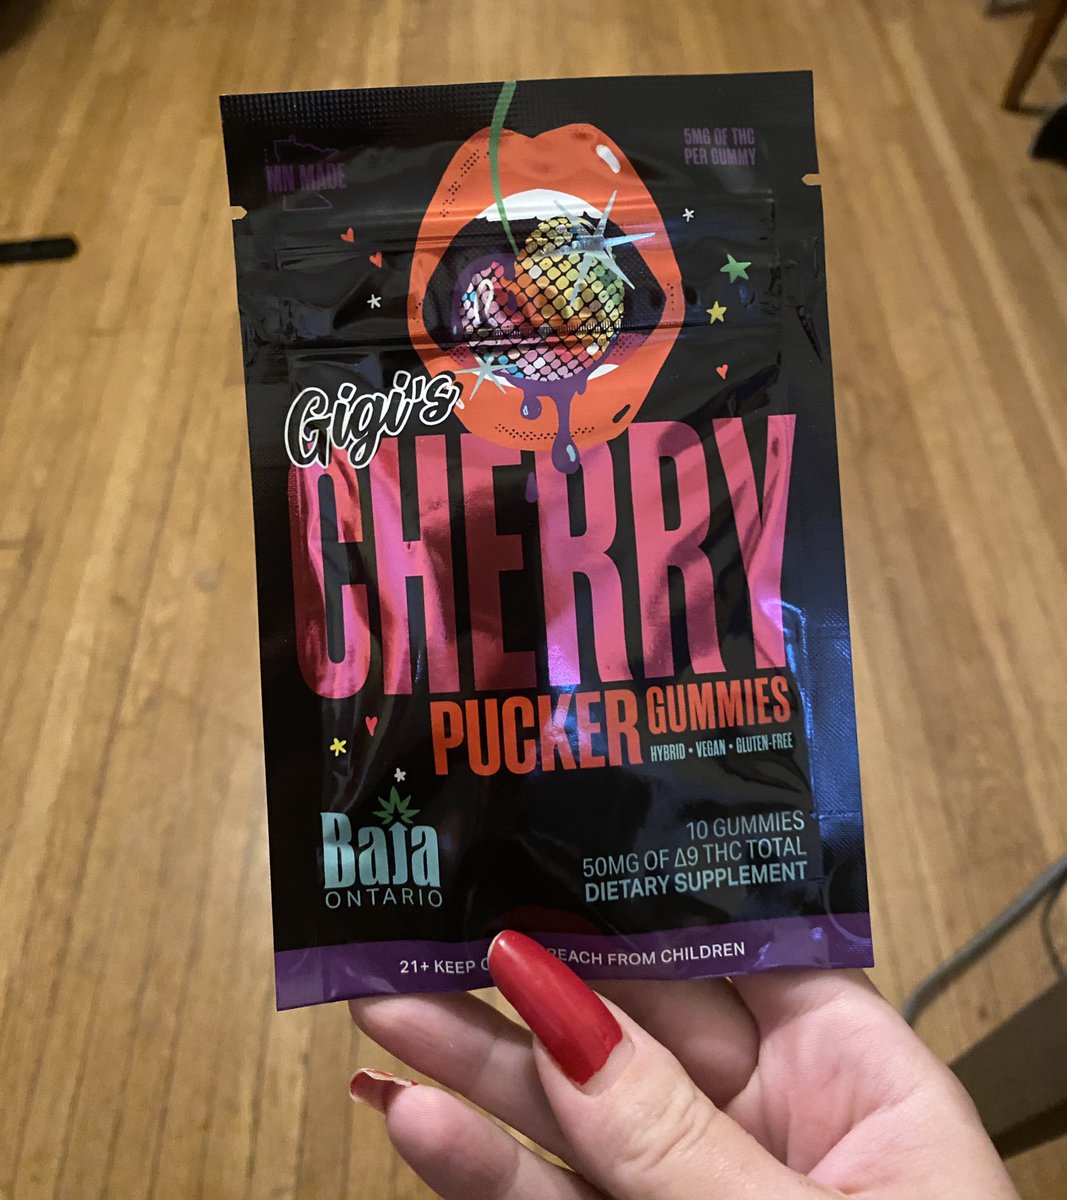 MN MADE
5MG OF THC
PER GUMMY
Gigi's
CHERRY
PUCKER
GUMMIES
HYBRID • VEGAN • GLUTEN-FREE
Baja
ONTARIO
10 GUMMIES
50MG OF Δ9 THC TOTAL
DIETARY SUPPLEMENT
21+ KEEP REACH FROM CHILDREN